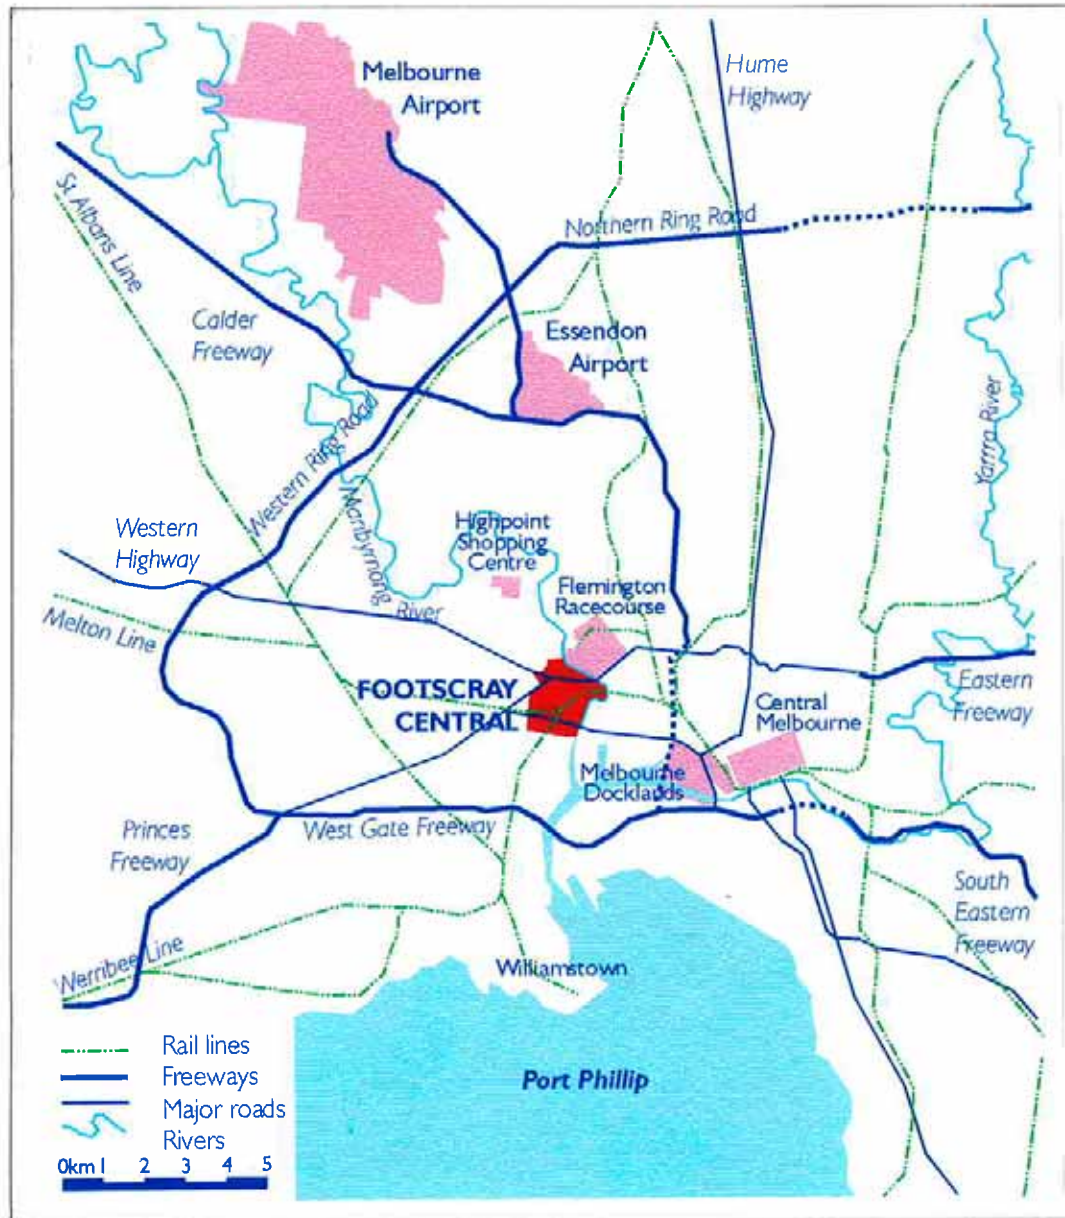 Melbourne
Airport
Hume
Highway
St Albans Line
Northern Ring Road
Calder
Freeway
Essendon
Airport
Western Ring Road
Yarrra River
Western
Highway
Maribyrnong River
Highpoint
Shopping
Centre
Flemington
Racecourse
Melton Line
FOOTSCRAY
CENTRAL
Eastern
Freeway
Central
Melbourne
Melbourne
Docklands
Princes
Freeway
West Gate Freeway
South
Eastern
Freeway
Werribee Line
Williamstown
Port Phillip
Rail lines
Freeways
Major roads
Rivers
0km 1 2 3 4 5